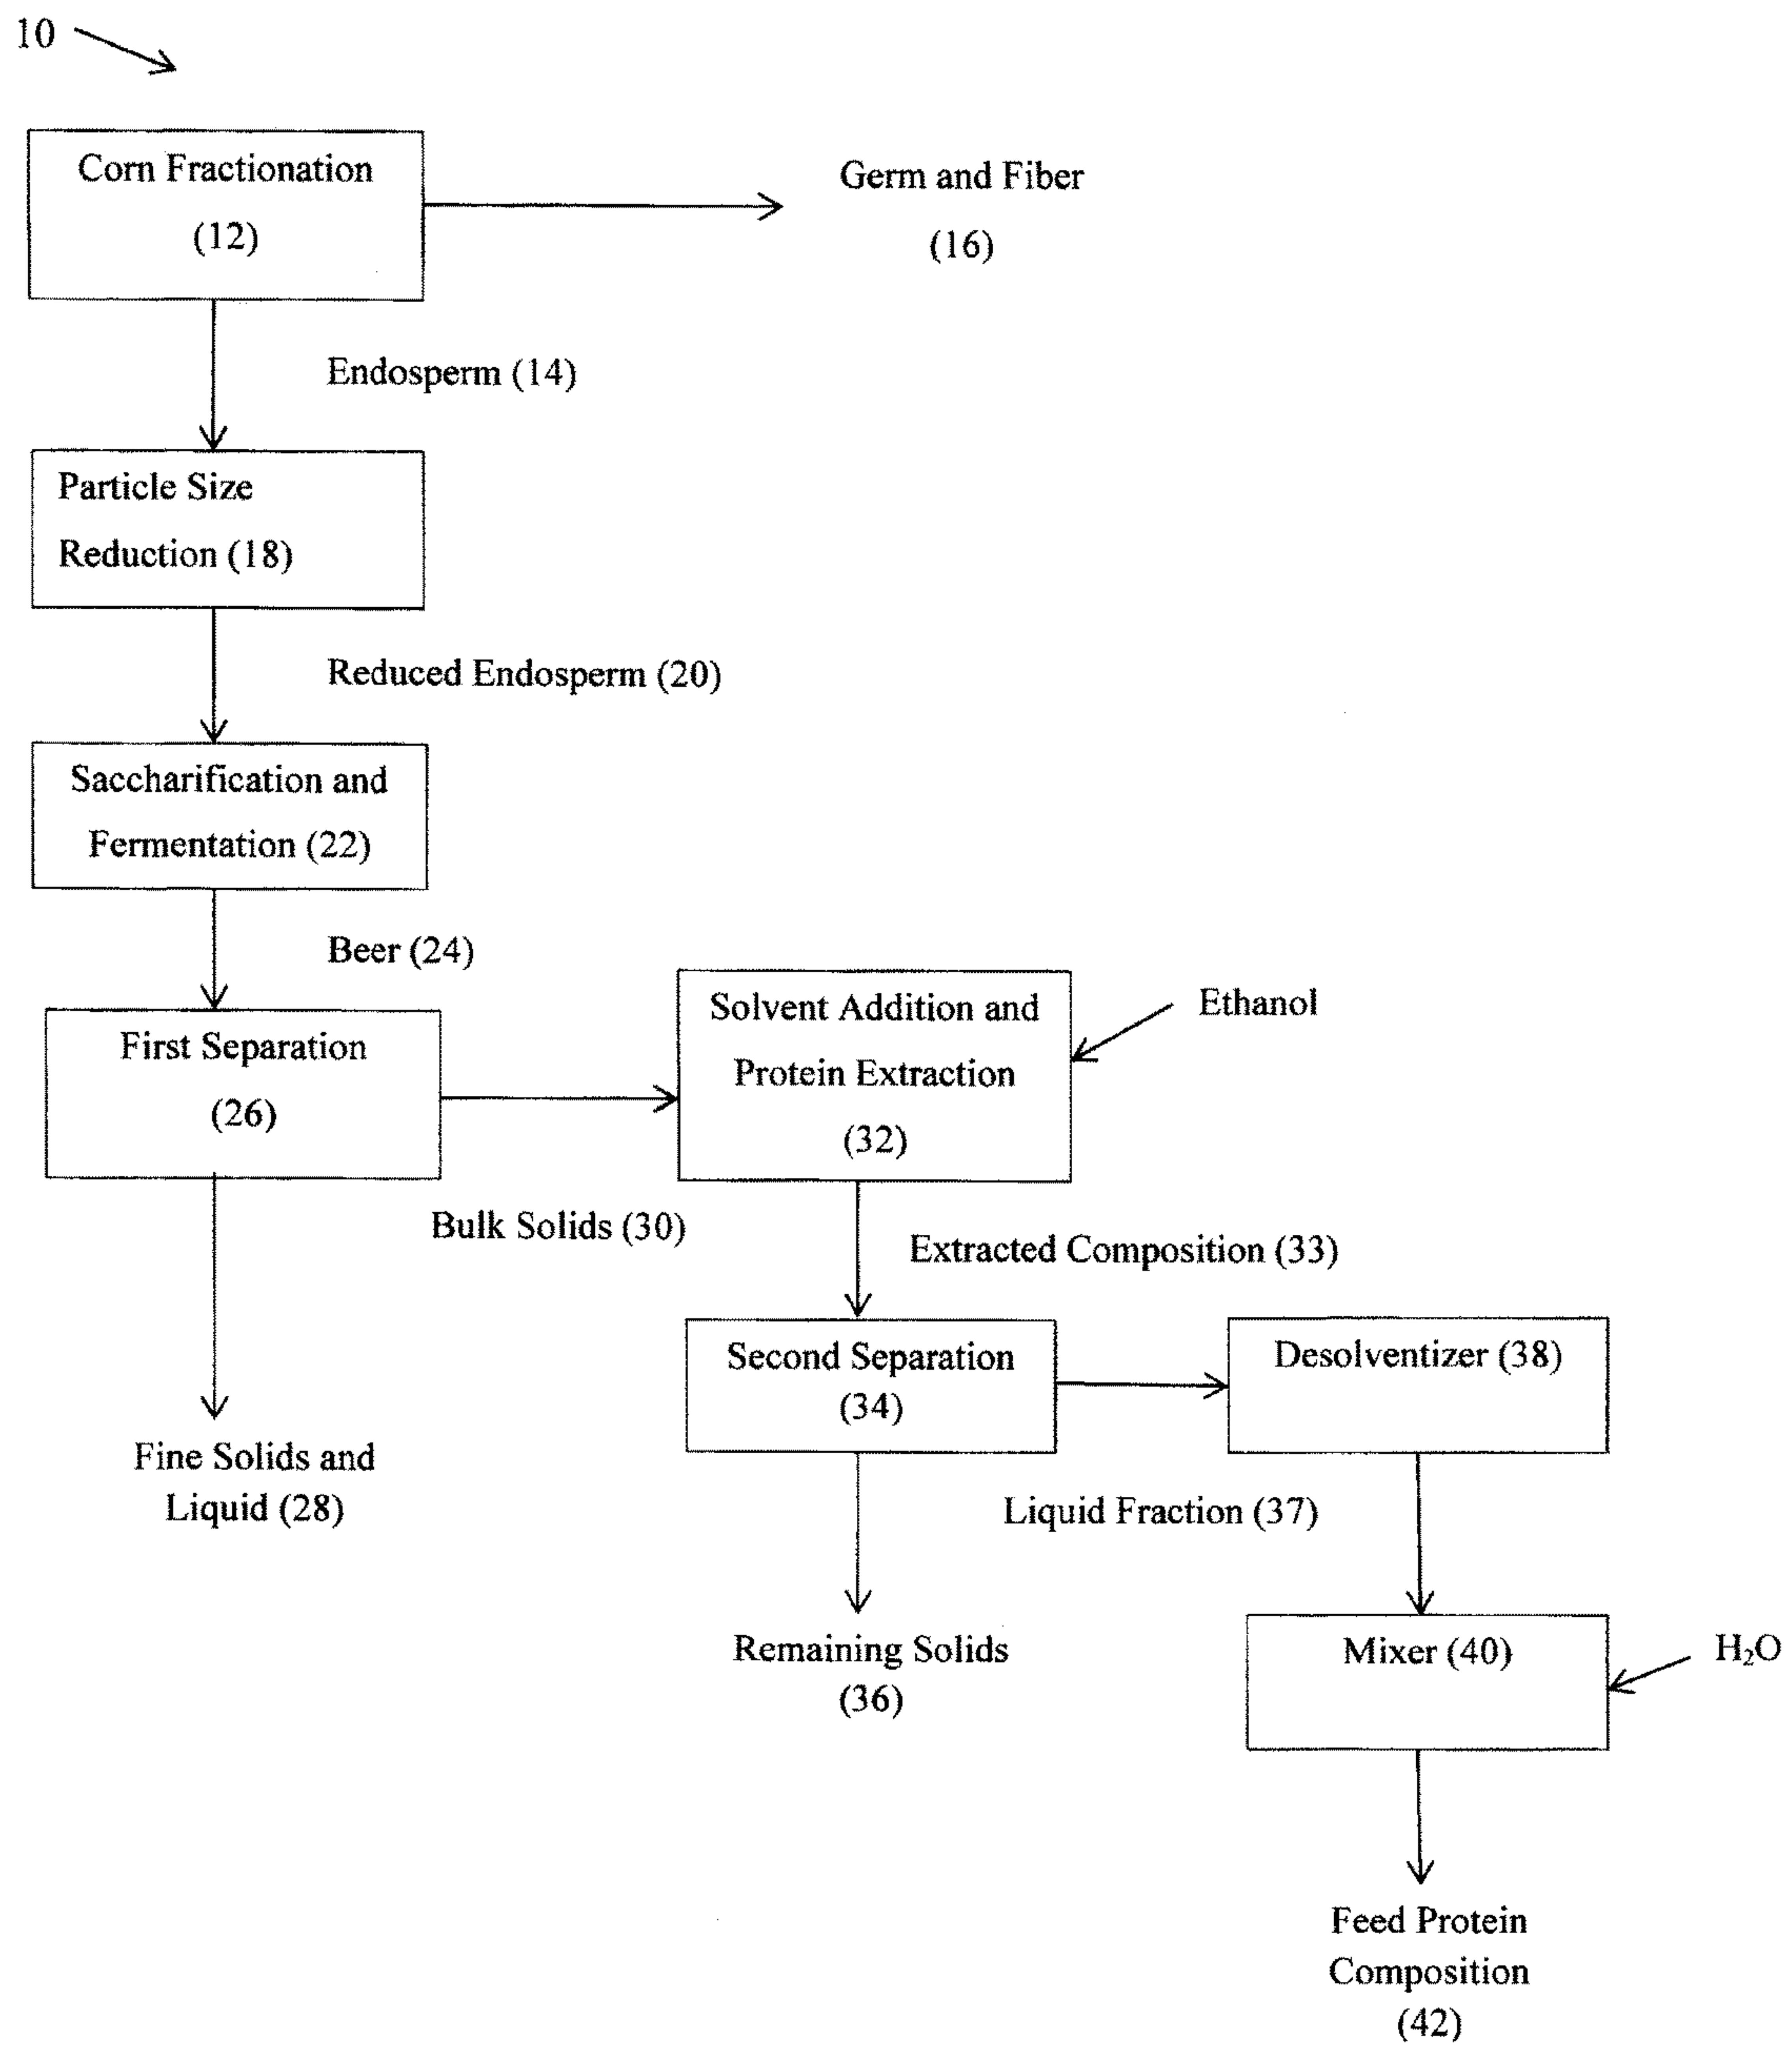 10
Corn Fractionation
(12)
Germ and Fiber
(16)
Endosperm (14)
Particle Size
Reduction (18)
Reduced Endosperm (20)
Saccharification and
Fermentation (22)
Beer (24)
First Separation
(26)
Solvent Addition and
Protein Extraction
(32)
Ethanol
Bulk Solids (30)
Extracted Composition (33)
Second Separation
(34)
Desolventizer (38)
Fine Solids and
Liquid (28)
Liquid Fraction (37)
Remaining Solids
(36)
Mixer (40)
H₂O
Feed Protein
Composition
(42)